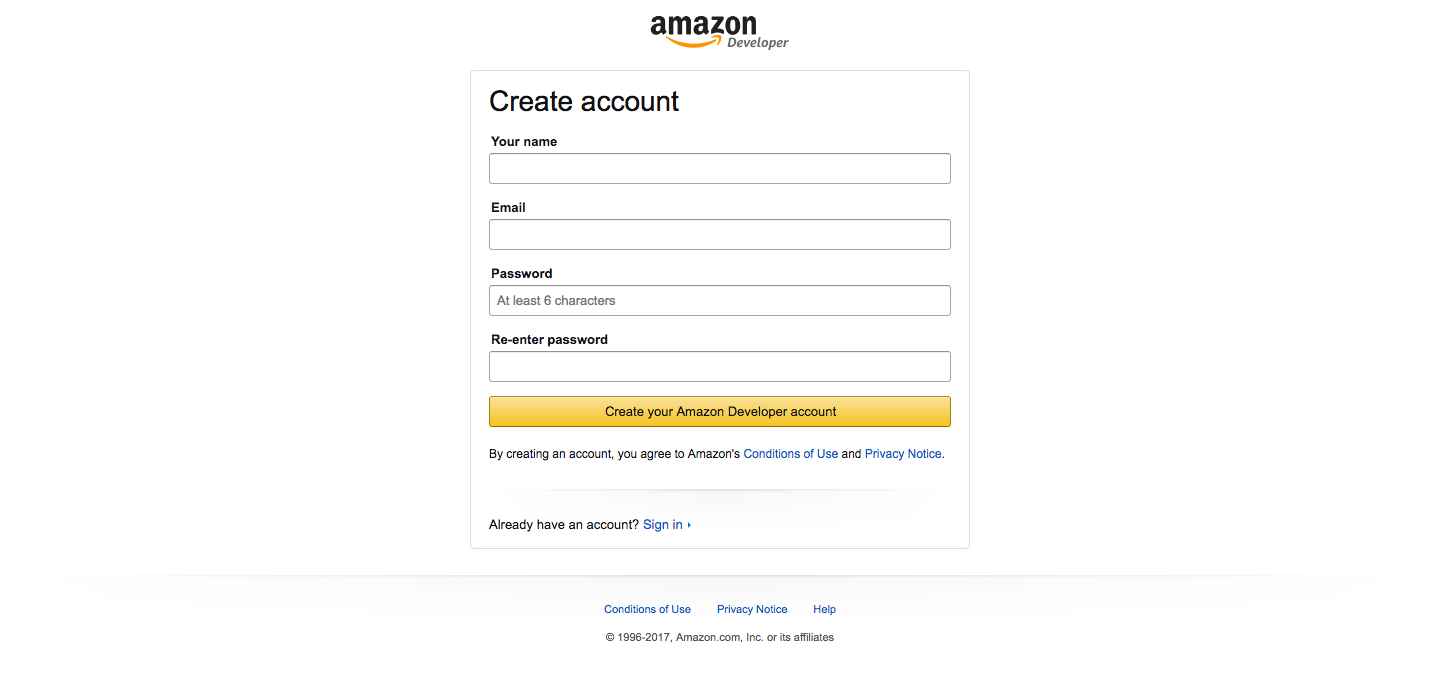 amazon
Developer
Create account
Your name
Email
Password
At least 6 characters
Re-enter password
Create your Amazon Developer account
By creating an account, you agree to Amazon's Conditions of Use and Privacy Notice.
Already have an account? Sign in
Conditions of Use Privacy Notice Help
© 1996-2017, Amazon.com, Inc. or its affiliates